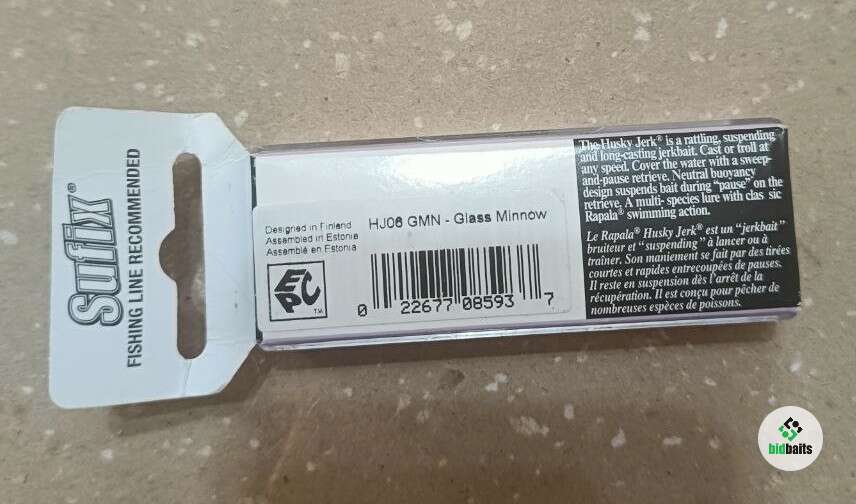 Sufix®
FISHING LINE RECOMMENDED
Designed in Finland
Assembled in Estonia
Assemblé en Estonia
HJ06 GMN - Glass Minnow
EPC
TM
0 22677 08593 7
The Husky Jerk® is a rattling, suspending
and long-casting jerkbait. Cast or troll at
any speed. Cover the water with a sweep-
and-pause retrieve. Neutral buoyancy
design suspends bait during "pause" on the
retrieve. A multi- species lure with clas sic
Rapala® swimming action.
Le Rapala® Husky Jerk® est un "jerkbait"
bruiteur et "suspending" à lancer ou à
traîner. Son maniement se fait par des tirées
courtes et rapides entrecoupées de pauses.
Il reste en suspension dès l'arrêt de la
récupération. Il est conçu pour pêcher de
nombreuses espèces de poissons.
bidbaits